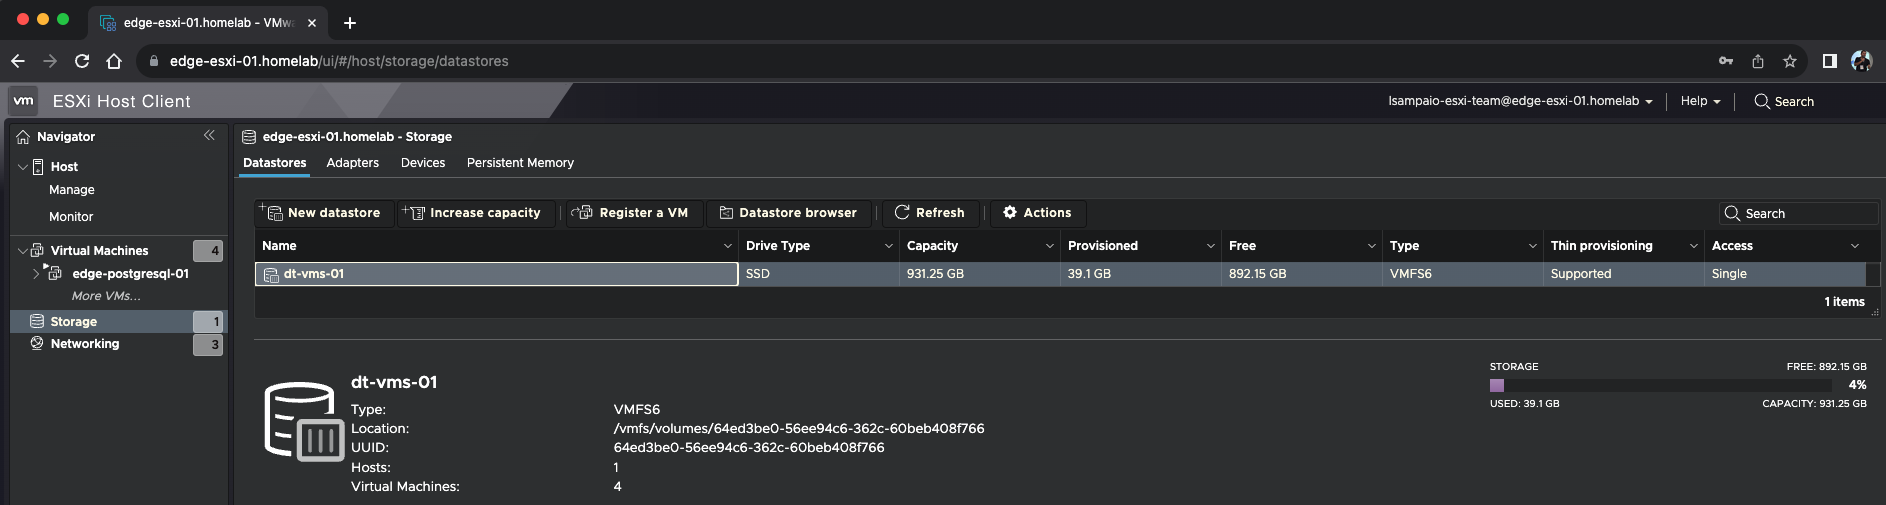 edge-esxi-01.homelab - VMwa
edge-esxi-01.homelab/ui/#/host/storage/datastores
vm ESXi Host Client
lsampaio-esxi-team@edge-esxi-01.homelab
Help
Search
Navigator
Host
Manage
Monitor
Virtual Machines 4
edge-postgresql-01
More VMs...
Storage 1
Networking 3
edge-esxi-01.homelab - Storage
Datastores Adapters Devices Persistent Memory
New datastore Increase capacity Register a VM Datastore browser Refresh Actions Search
Name Drive Type Capacity Provisioned Free Type Thin provisioning Access
dt-vms-01 SSD 931.25 GB 39.1 GB 892.15 GB VMFS6 Supported Single
1 items
dt-vms-01
Type: VMFS6
Location: /vmfs/volumes/64ed3be0-56ee94c6-362c-60beb408f766
UUID: 64ed3be0-56ee94c6-362c-60beb408f766
Hosts: 1
Virtual Machines: 4
STORAGE FREE: 892.15 GB
4%
USED: 39.1 GB CAPACITY: 931.25 GB